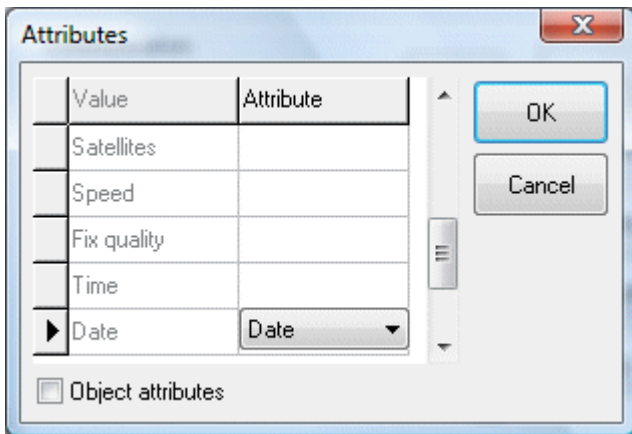 Attributes
Value Attribute
Satellites
Speed
Fix quality
Time
Date Date
OK
Cancel
Object attributes